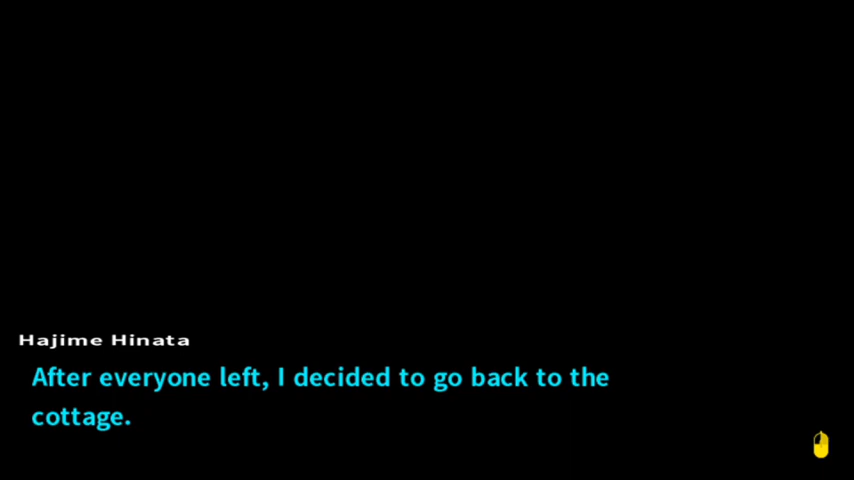 Hajime Hinata
After everyone left, I decided to go back to the
cottage.